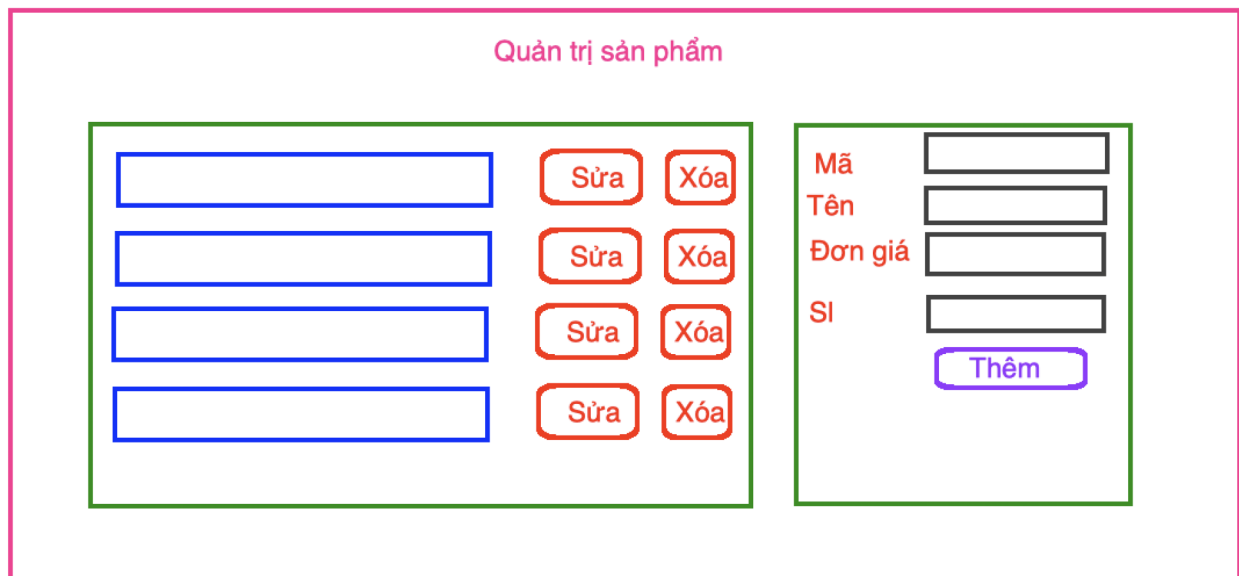 Quản trị sản phẩm
Sửa Xóa
Sửa Xóa
Sửa Xóa
Sửa Xóa
Mã
Tên
Đơn giá
Sl
Thêm